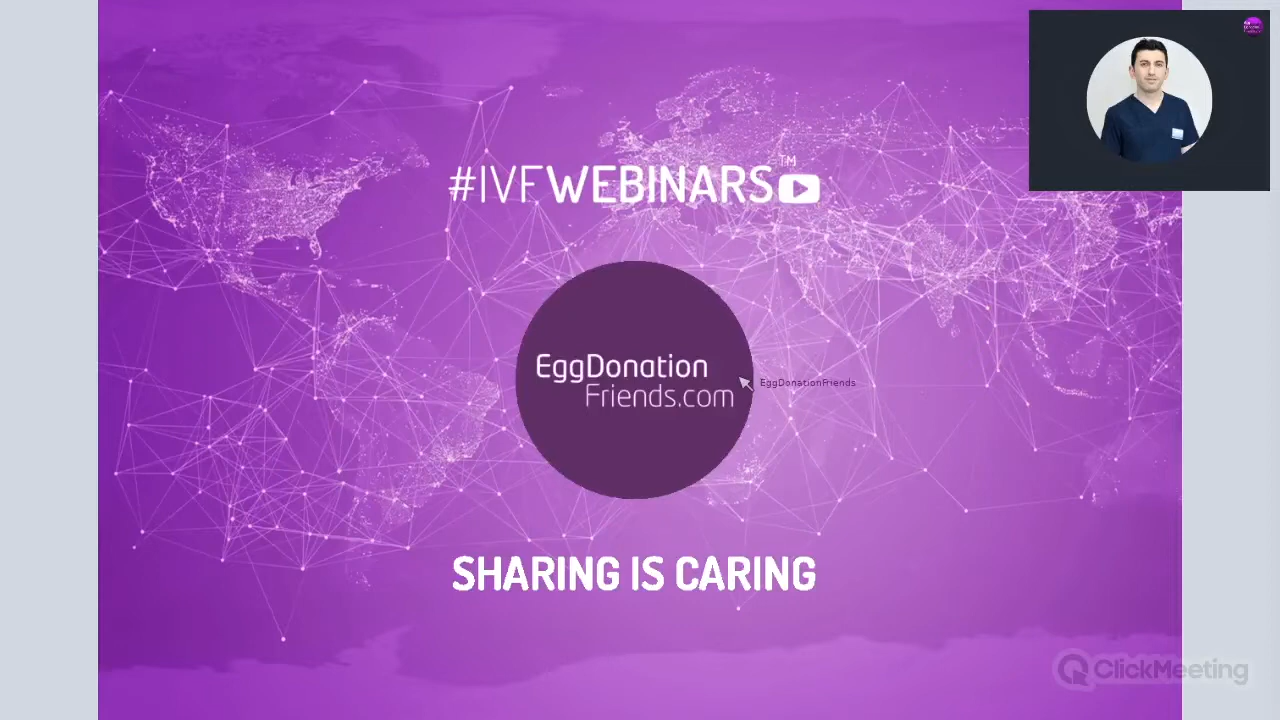 #IVFWEBINARS™
EggDonation
Friends.com
EggDonationFriends
SHARING IS CARING
ClickMeeting